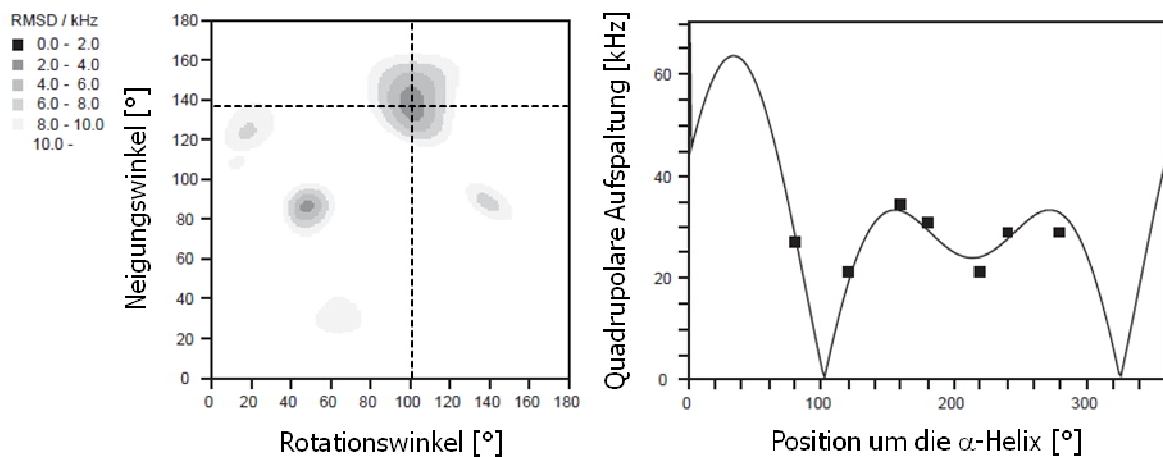 RMSD / kHz
0.0 - 2.0
2.0 - 4.0
4.0 - 6.0
6.0 - 8.0
8.0 - 10.0
10.0 -
Neigungswinkel [°]
180
160
140
120
100
80
60
40
20
0
0 20 40 60 80 100 120 140 160 180
Rotationswinkel [°]
Quadrupolare Aufspaltung [kHz]
60
40
20
0
0 100 200 300
Position um die α-Helix [°]